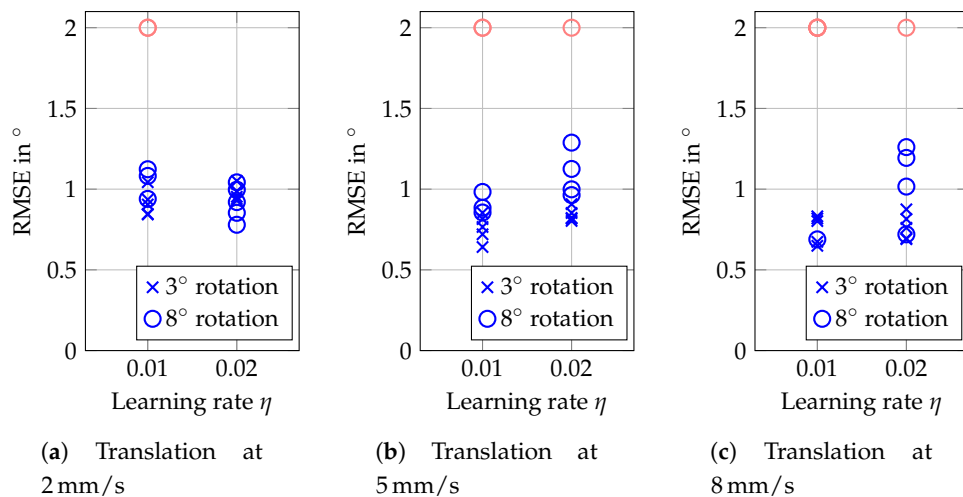 2
1.5
1
0.5
0
RMSE in °
3° rotation
8° rotation
0.01 0.02
Learning rate η
(a) Translation at
2 mm/s
2
1.5
1
0.5
0
RMSE in °
3° rotation
8° rotation
0.01 0.02
Learning rate η
(b) Translation at
5 mm/s
2
1.5
1
0.5
0
RMSE in °
3° rotation
8° rotation
0.01 0.02
Learning rate η
(c) Translation at
8 mm/s